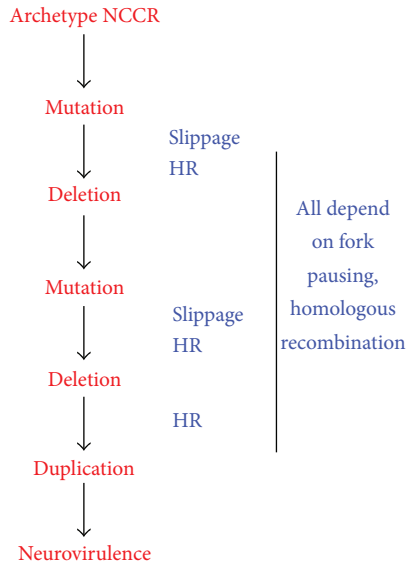 Archetype NCCR
Mutation
Slippage
HR
Deletion
All depend
on fork
pausing,
homologous
recombination
Mutation
Slippage
HR
Deletion
HR
Duplication
Neurovirulence